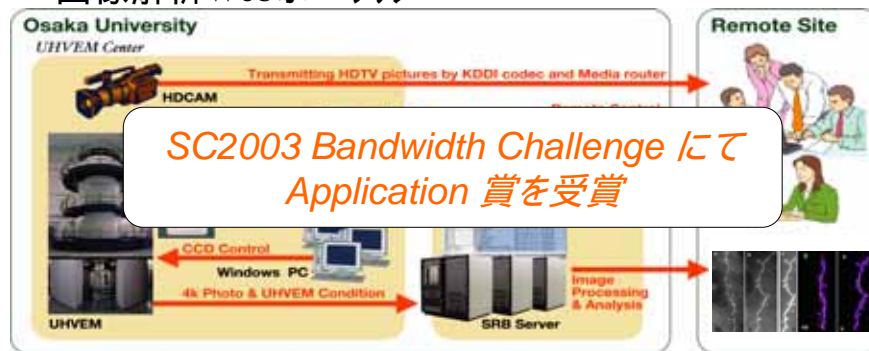 Osaka University
Remote Site
UHVEM Center
Transmitting HDTV pictures by KDDI codec and Media router
HDCAM
SC2003 Bandwidth Challenge にて
Application 賞を受賞
CCD Control
Windows PC
4k Photo & UHVEM Condition
Image
Processing
& Analysis
UHVEM
SRB Server